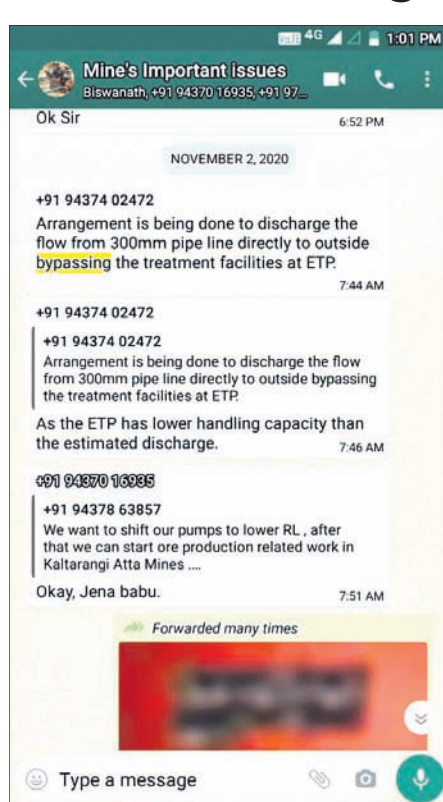 VoLTE 4G 1:01 PM
Mine's Important issues
Biswanath, +91 94370 16935, +91 97...
Ok Sir
6:52 PM
NOVEMBER 2, 2020
+91 94374 02472
Arrangement is being done to discharge the
flow from 300mm pipe line directly to outside
bypassing the treatment facilities at ETP.
7:44 AM
+91 94374 02472
+91 94374 02472
Arrangement is being done to discharge the flow
from 300mm pipe line directly to outside bypassing
the treatment facilities at ETP.
As the ETP has lower handling capacity than
the estimated discharge.
7:46 AM
+91 94370 16935
+91 94378 63857
We want to shift our pumps to lower RL , after
that we can start ore production related work in
Kaltarangi Atta Mines ....
Okay, Jena babu.
7:51 AM
Forwarded many times
Type a message